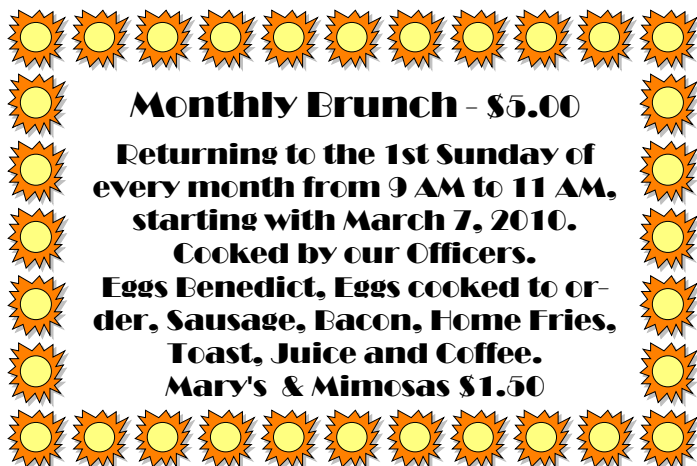 Monthly Brunch - $5.00
Returning to the 1st Sunday of
every month from 9 AM to 11 AM,
starting with March 7, 2010.
Cooked by our Officers.
Eggs Benedict, Eggs cooked to or-
der, Sausage, Bacon, Home Fries,
Toast, Juice and Coffee.
Mary's & Mimosas $1.50